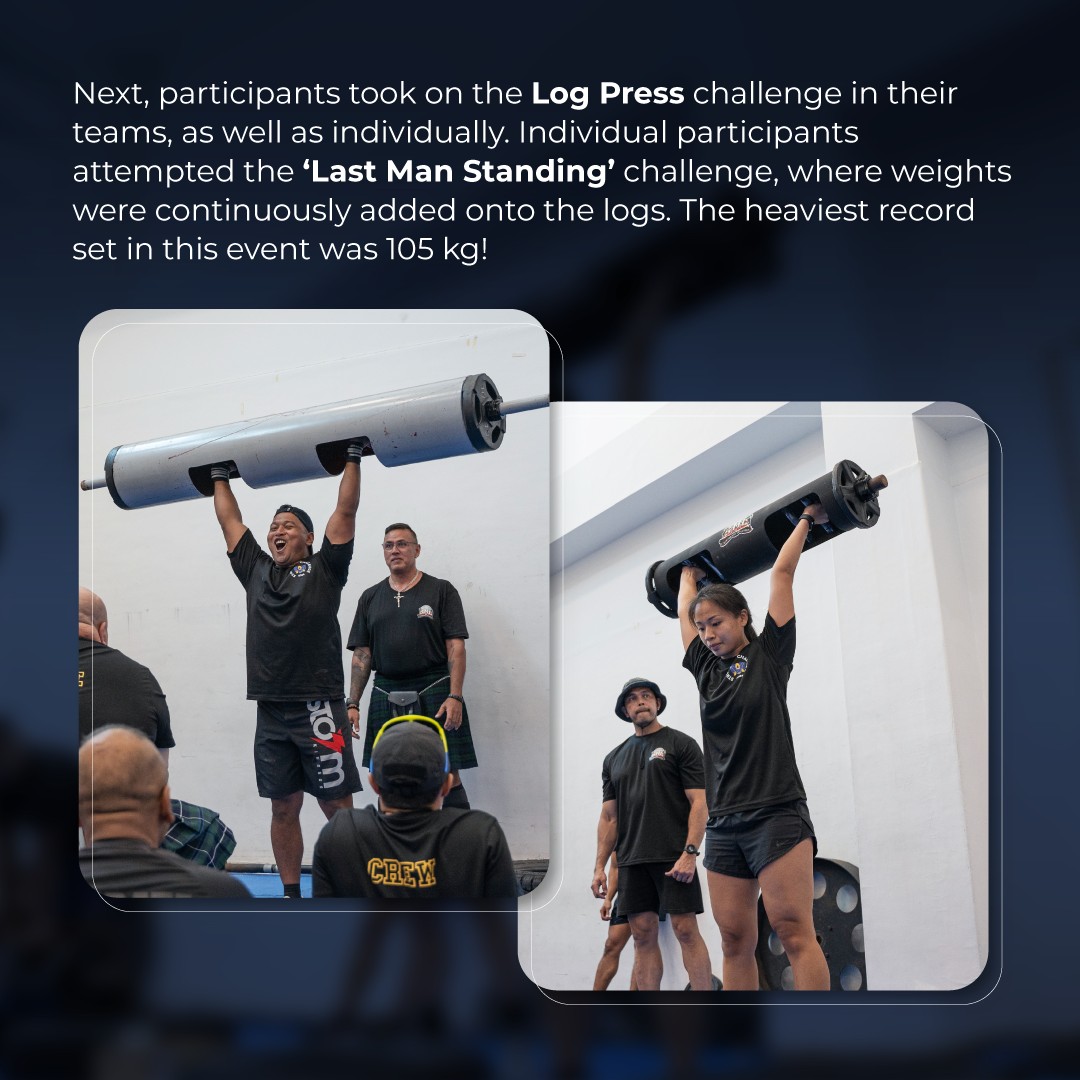 Next, participants took on the Log Press challenge in their
teams, as well as individually. Individual participants
attempted the ‘Last Man Standing’ challenge, where weights
were continuously added onto the logs. The heaviest record
set in this event was 105 kg!
STORM
CREW